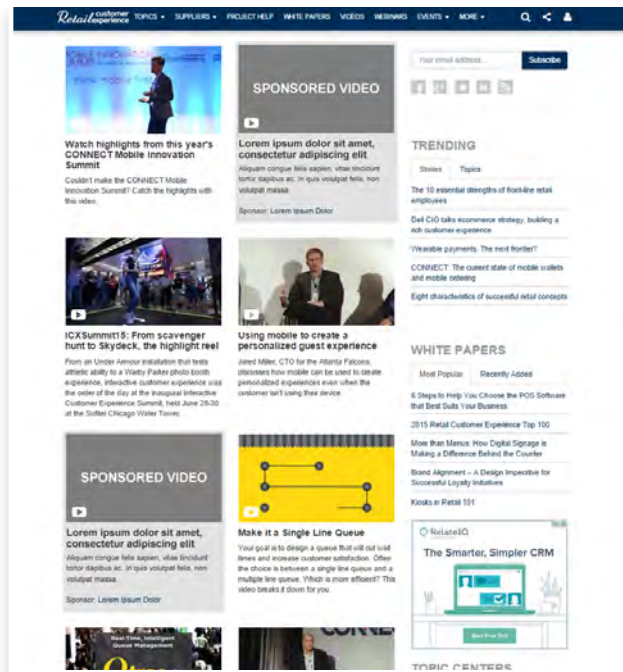 Retail customer experience
TOPICS SUPPLIERS PROJECT HELP WHITE PAPERS VIDEOS WEBINARS EVENTS MORE
Watch highlights from this year's
CONNECT Mobile Innovation
Summit
Couldn't make the CONNECT Mobile
Innovation Summit? Catch the highlights with
this video.
SPONSORED VIDEO
Lorem ipsum dolor sit amet,
consectetur adipiscing elit
Aliquam congue felis sapien, vitae tincidunt
tortor dapibus ac. In quis volutpat felis, non
volutpat massa.
Sponsor: Lorem Ipsum Dolor
ICXSummit15: From scavenger
hunt to Skydeck, the highlight reel
From an Under Armour installation that tests
athletic ability to a Warby Parker photo booth
experience, interactive customer experience was
the order of the day at the inaugural Interactive
Customer Experience Summit, held June 28-30
at the Sofitel Chicago Water Tower.
Using mobile to create a
personalized guest experience
Jared Miller, CTO for the Atlanta Falcons,
discusses how mobile can be used to create
personalized experiences even when the
customer isn't using their device.
SPONSORED VIDEO
Lorem ipsum dolor sit amet,
consectetur adipiscing elit
Aliquam congue felis sapien, vitae tincidunt
tortor dapibus ac. In quis volutpat felis, non
volutpat massa.
Sponsor: Lorem Ipsum Dolor
Make it a Single Line Queue
Your goal is to design a queue that will cut wait
times and increase customer satisfaction. Often
the choice is between a single line queue and a
multiple line queue. Which is more efficient? This
video breaks it down for you.
Real-Time, Intelligent
Queue Management
Your email address...
Subscribe
TRENDING
Stories Topics
The 10 essential strengths of front-line retail
employees
Dell CIO talks ecommerce strategy, building a
rich customer experience
Wearable payments: The next frontier?
CONNECT: The current state of mobile wallets
and mobile ordering
Eight characteristics of successful retail concepts
WHITE PAPERS
Most Popular Recently Added
6 Steps to Help You Choose the POS Software
that Best Suits Your Business
2015 Retail Customer Experience Top 100
More than Menus: How Digital Signage is
Making a Difference Behind the Counter
Brand Alignment – A Design Imperative for
Successful Loyalty Initiatives
Kiosks in Retail 101
RelateIQ
The Smarter, Simpler CRM
Start Free Trial
TOPIC CENTERS